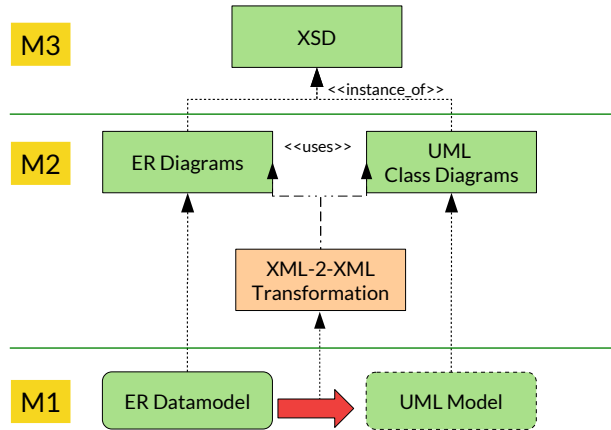 M3
XSD
<<instance_of>>
M2
ER Diagrams
<<uses>>
UML
Class Diagrams
XML-2-XML
Transformation
M1
ER Datamodel
UML Model